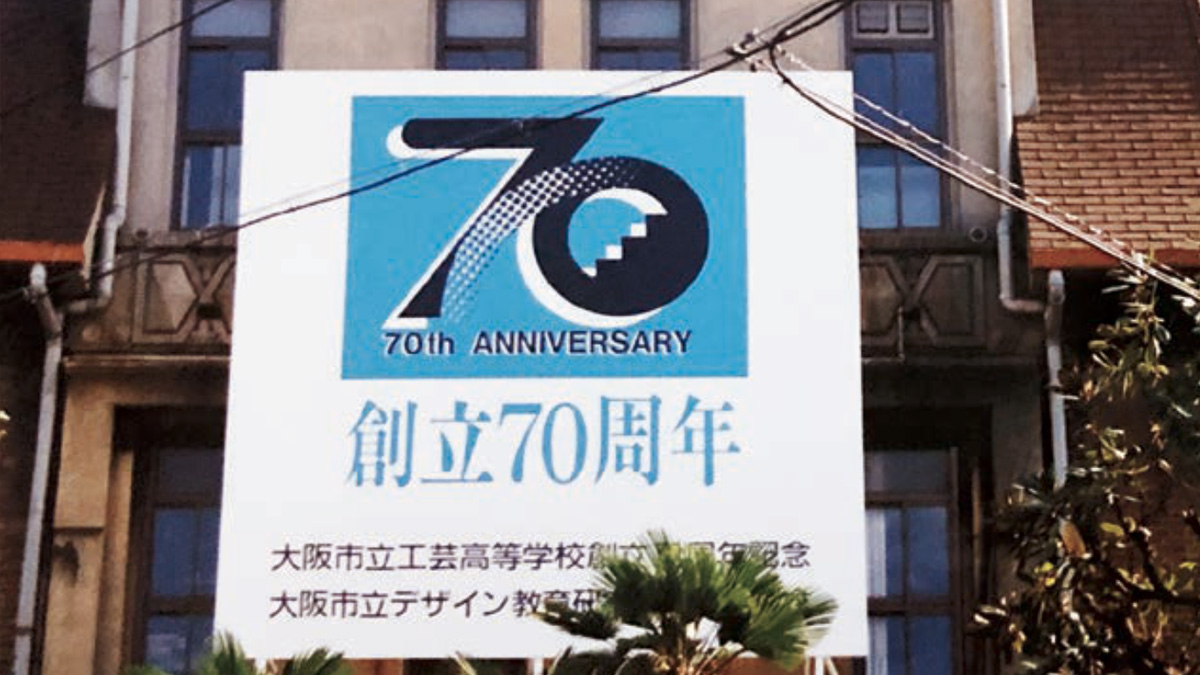 70
70th ANNIVERSARY
創立70周年
大阪市立工芸高等学校創立 周年記念
大阪市立デザイン教育研